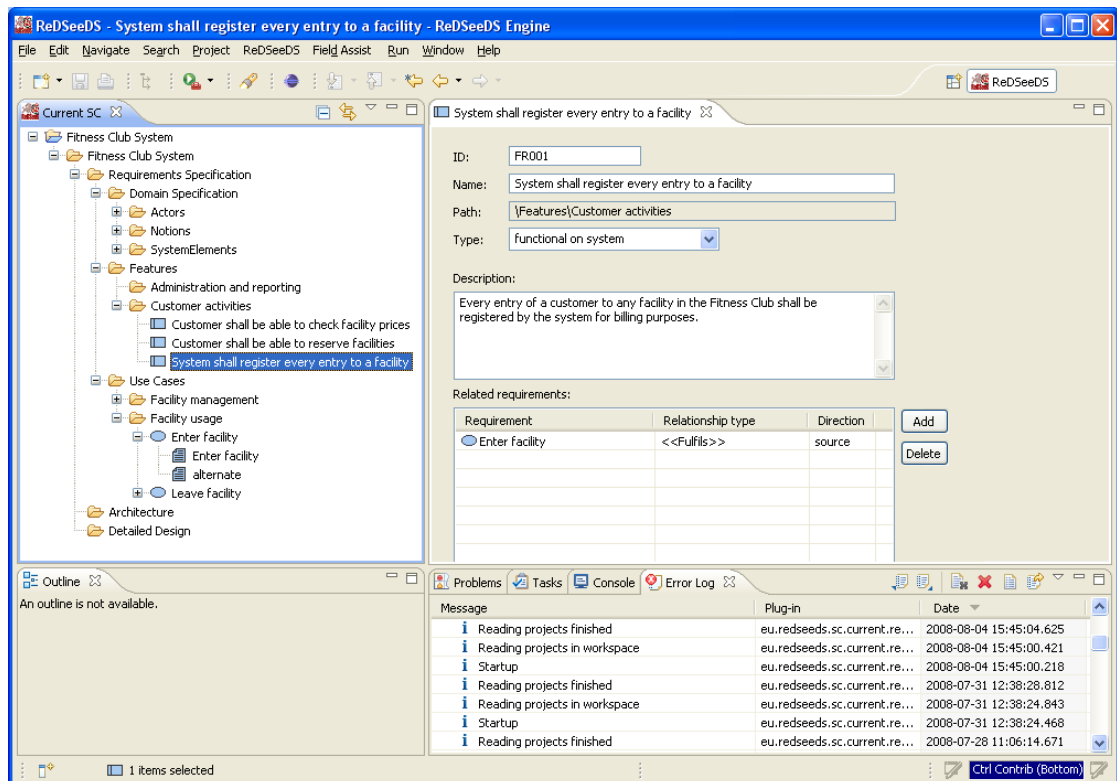 ReDSeeDS - System shall register every entry to a facility - ReDSeeDS Engine
File Edit Navigate Search Project ReDSeeDS Field Assist Run Window Help
ReDSeeDS
Current SC
Fitness Club System
Fitness Club System
Requirements Specification
Domain Specification
Actors
Notions
SystemElements
Features
Administration and reporting
Customer activities
Customer shall be able to check facility prices
Customer shall be able to reserve facilities
System shall register every entry to a facility
Use Cases
Facility management
Facility usage
Enter facility
Enter facility
alternate
Leave facility
Architecture
Detailed Design
System shall register every entry to a facility
ID: FR001
Name: System shall register every entry to a facility
Path: \Features\Customer activities
Type: functional on system
Description:
Every entry of a customer to any facility in the Fitness Club shall be
registered by the system for billing purposes.
Related requirements:
Requirement Relationship type Direction
Enter facility <<Fulfils>> source
Add
Delete
Outline
An outline is not available.
Problems Tasks Console Error Log
Message Plug-in Date
Reading projects finished eu.redseeds.sc.current.re... 2008-08-04 15:45:04.625
Reading projects in workspace eu.redseeds.sc.current.re... 2008-08-04 15:45:00.421
Startup eu.redseeds.sc.current.re... 2008-08-04 15:45:00.218
Reading projects finished eu.redseeds.sc.current.re... 2008-07-31 12:38:28.812
Reading projects in workspace eu.redseeds.sc.current.re... 2008-07-31 12:38:24.843
Startup eu.redseeds.sc.current.re... 2008-07-31 12:38:24.468
Reading projects finished eu.redseeds.sc.current.re... 2008-07-28 11:06:14.671
1 items selected
Ctrl Contrib (Bottom)